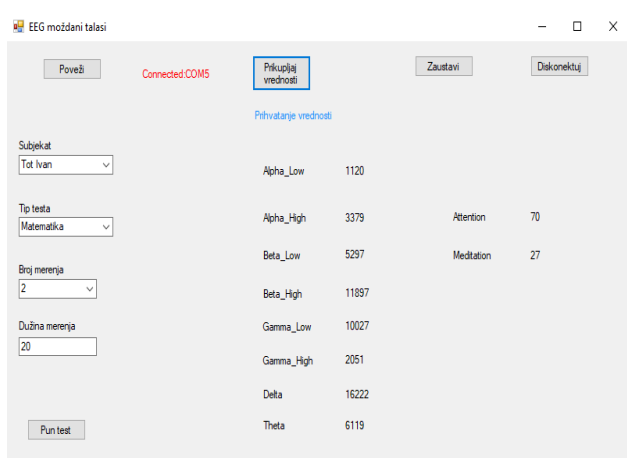 EEG moždani talasi
Poveži
Connected:COM5
Prikupljaj
vrednosti
Zaustavi
Diskonektuj
Prihvatanje vrednosti
Subjekat
Tot Ivan
Tip testa
Matematika
Broj merenja
2
Dužina merenja
20
Pun test
Alpha_Low 1120
Alpha_High 3379
Beta_Low 5297
Beta_High 11897
Gamma_Low 10027
Gamma_High 2051
Delta 16222
Theta 6119
Attention 70
Meditation 27